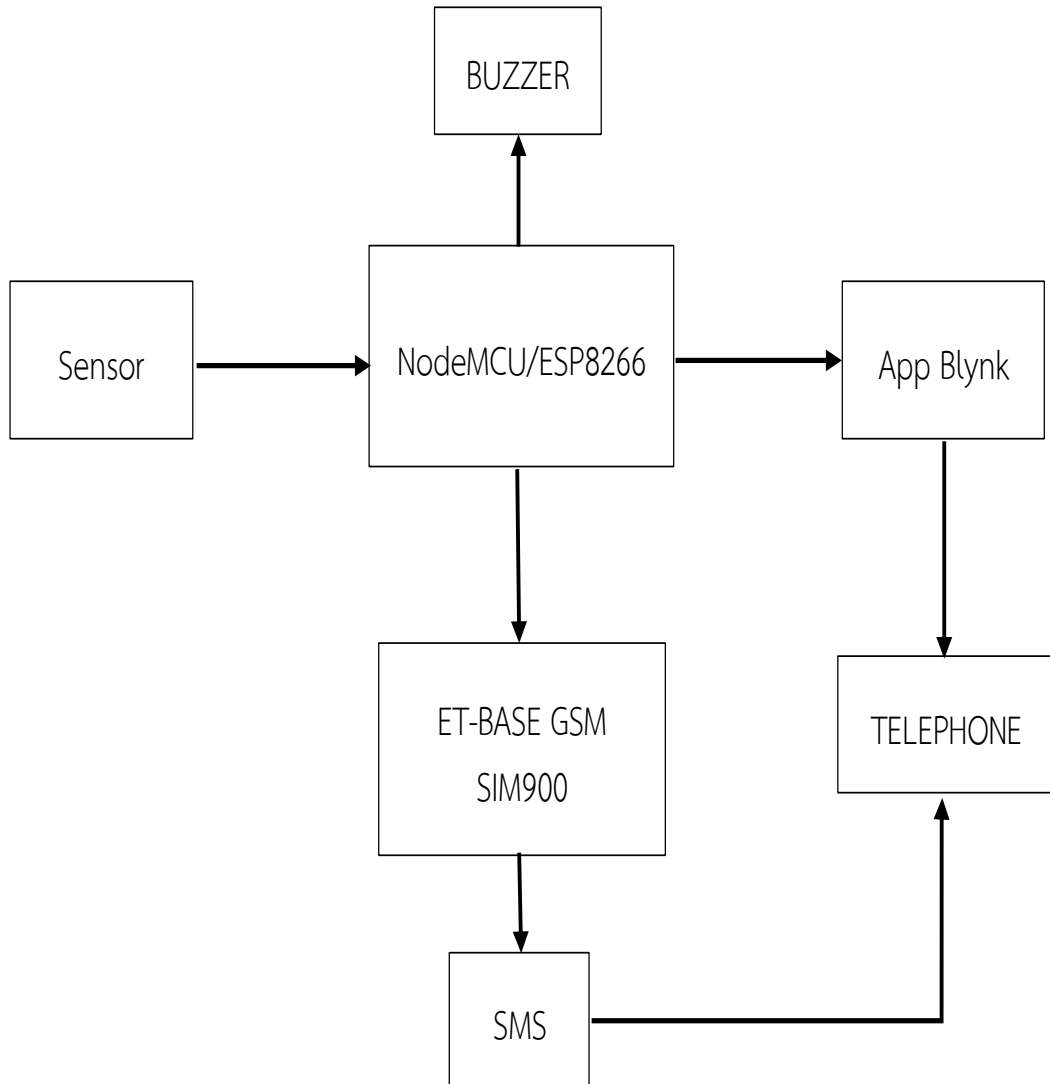 BUZZER
Sensor
NodeMCU/ESP8266
App Blynk
ET-BASE GSM
SIM900
TELEPHONE
SMS